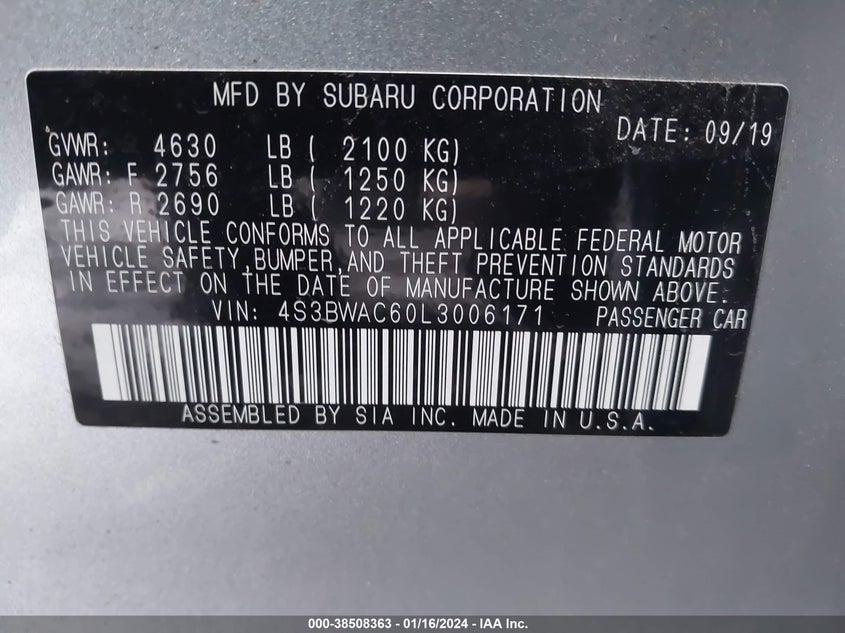 MFD BY SUBARU CORPORATION
DATE: 09/19
GVWR: 4630 LB ( 2100 KG)
GAWR: F 2756 LB ( 1250 KG)
GAWR: R 2690 LB ( 1220 KG)
THIS VEHICLE CONFORMS TO ALL APPLICABLE FEDERAL MOTOR
VEHICLE SAFETY,BUMPER,AND THEFT PREVENTION STANDARDS
IN EFFECT ON THE DATE OF MANUFACTURE SHOWN ABOVE.
VIN: 4S3BWAC60L3006171 PASSENGER CAR
ASSEMBLED BY SIA INC. MADE IN U.S.A.
000-38508363 - 01/16/2024 - IAA Inc.